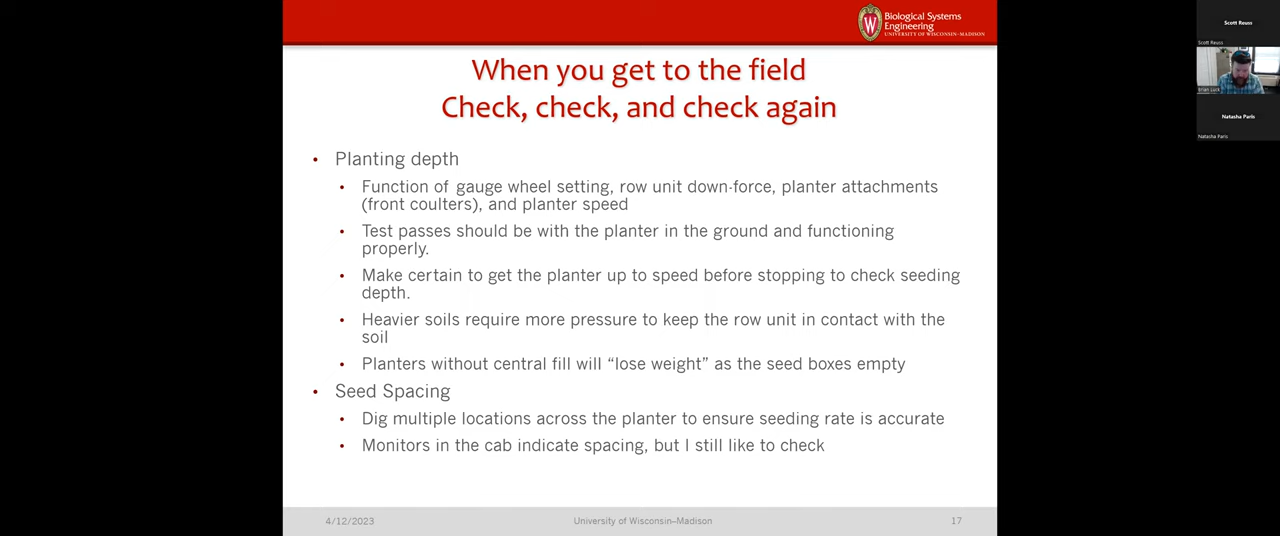 Biological Systems
Engineering
UNIVERSITY OF WISCONSIN–MADISON
When you get to the field
Check, check, and check again
• Planting depth
• Function of gauge wheel setting, row unit down-force, planter attachments
(front coulters), and planter speed
• Test passes should be with the planter in the ground and functioning
properly.
• Make certain to get the planter up to speed before stopping to check seeding
depth.
• Heavier soils require more pressure to keep the row unit in contact with the
soil
• Planters without central fill will “lose weight” as the seed boxes empty
• Seed Spacing
• Dig multiple locations across the planter to ensure seeding rate is accurate
• Monitors in the cab indicate spacing, but I still like to check
4/12/2023
University of Wisconsin–Madison
17
Scott Reuss
Scott Reuss
Brian Luck
Natasha Paris
Natasha Paris